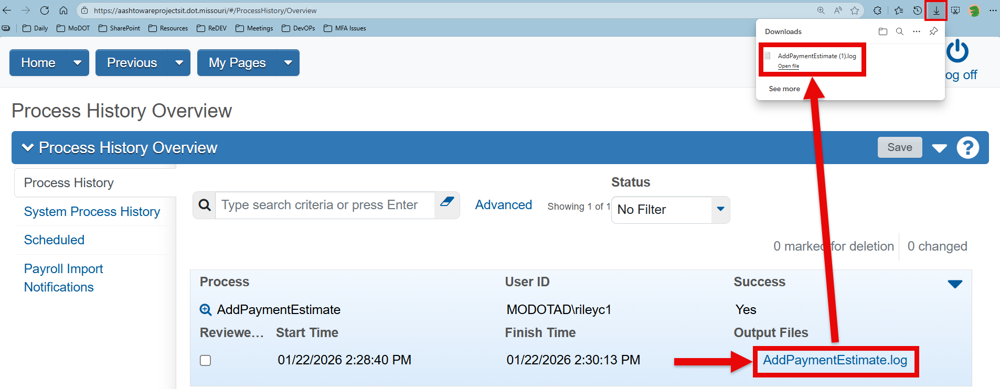 https://aashtowareprojectsit.dot.missouri/#/ProcessHistory/Overview
Daily MoDOT SharePoint Resources ReDEV Meetings DevOPs MFA Issues
Downloads
AddPaymentEstimate (1).log
Open file
See more
Home Previous My Pages
og off
Process History Overview
Process History Overview Save ?
Process History
System Process History
Scheduled
Payroll Import
Notifications
Status
Type search criteria or press Enter Advanced Showing 1 of 1 No Filter
0 marked for deletion 0 changed
Process User ID Success
AddPaymentEstimate MODOTAD\rileyc1 Yes
Reviewe... Start Time Finish Time Output Files
01/22/2026 2:28:40 PM 01/22/2026 2:30:13 PM AddPaymentEstimate.log